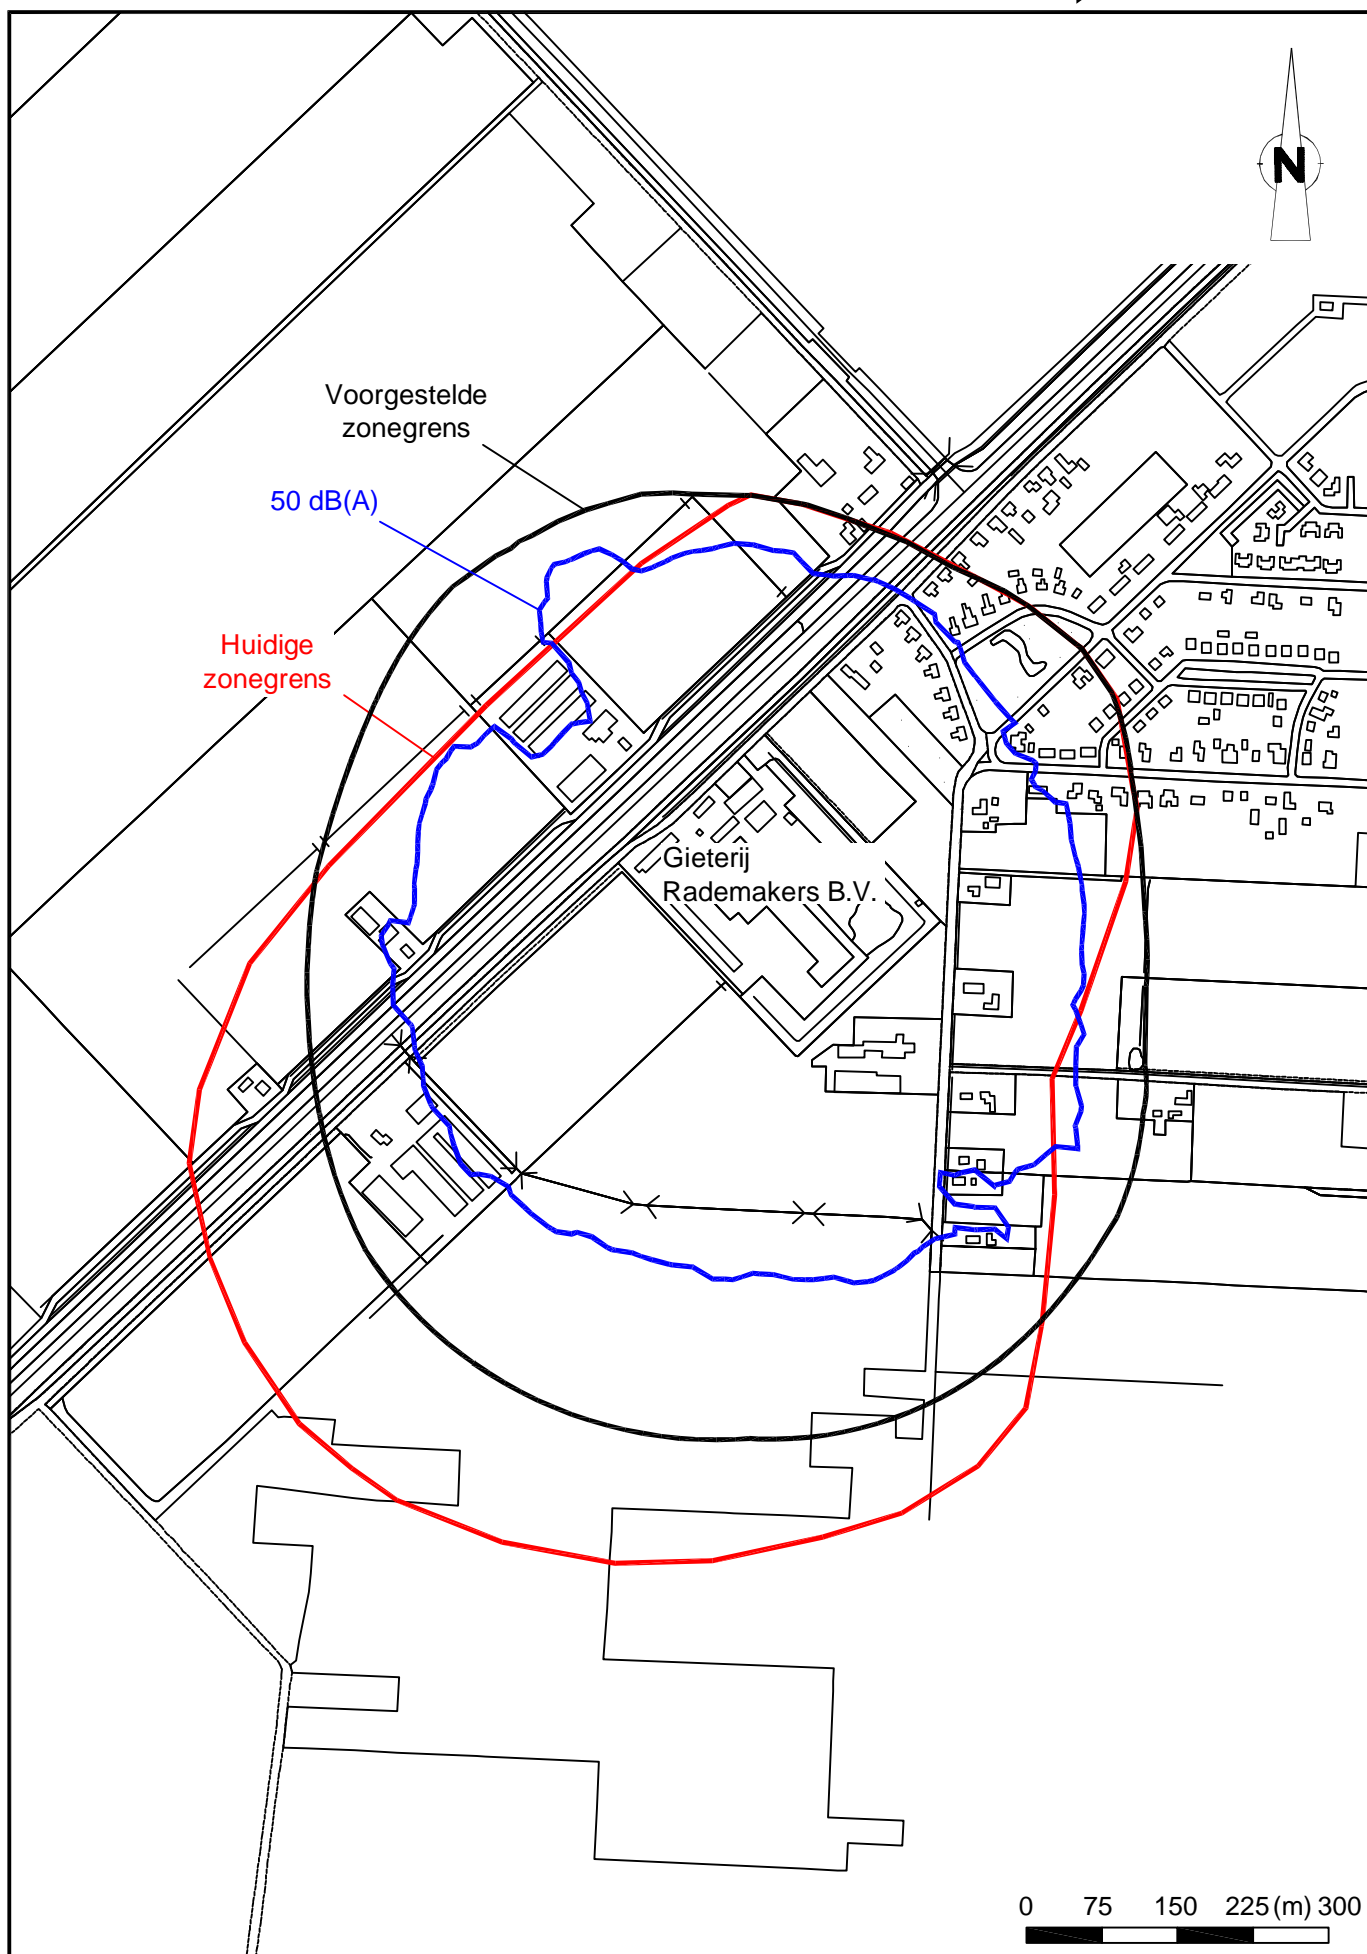 N
Voorgestelde
zonegrens
50 dB(A)
Huidige
zonegrens
Gieterij
Rademakers B.V.
0 75 150 225 (m) 300